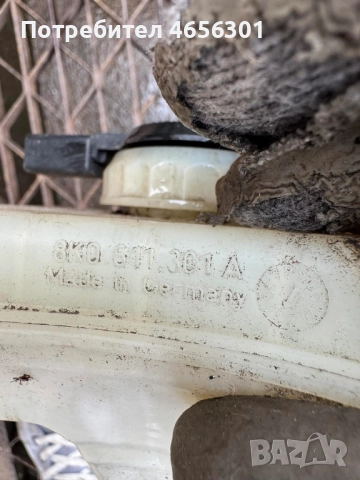 Потребител 4656301
8K0 611 301 A
Made in Germany
BAZAR